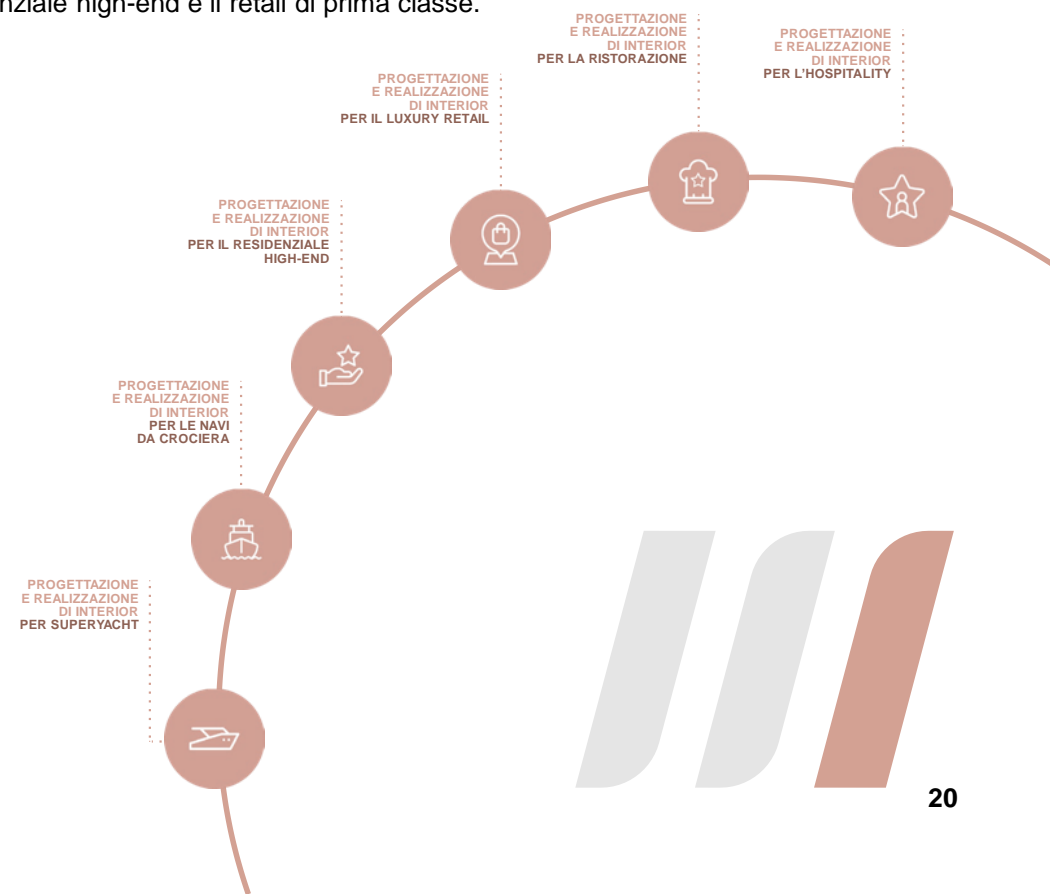 nziale high-end e il retail di prima classe.
PROGETTAZIONE
E REALIZZAZIONE
DI INTERIOR
PER LA RISTORAZIONE
PROGETTAZIONE
E REALIZZAZIONE
DI INTERIOR
PER L'HOSPITALITY
PROGETTAZIONE
E REALIZZAZIONE
DI INTERIOR
PER IL LUXURY RETAIL
PROGETTAZIONE
E REALIZZAZIONE
DI INTERIOR
PER IL RESIDENZIALE
HIGH-END
PROGETTAZIONE
E REALIZZAZIONE
DI INTERIOR
PER LE NAVI
DA CROCIERA
PROGETTAZIONE
E REALIZZAZIONE
DI INTERIOR
PER SUPERYACHT
20